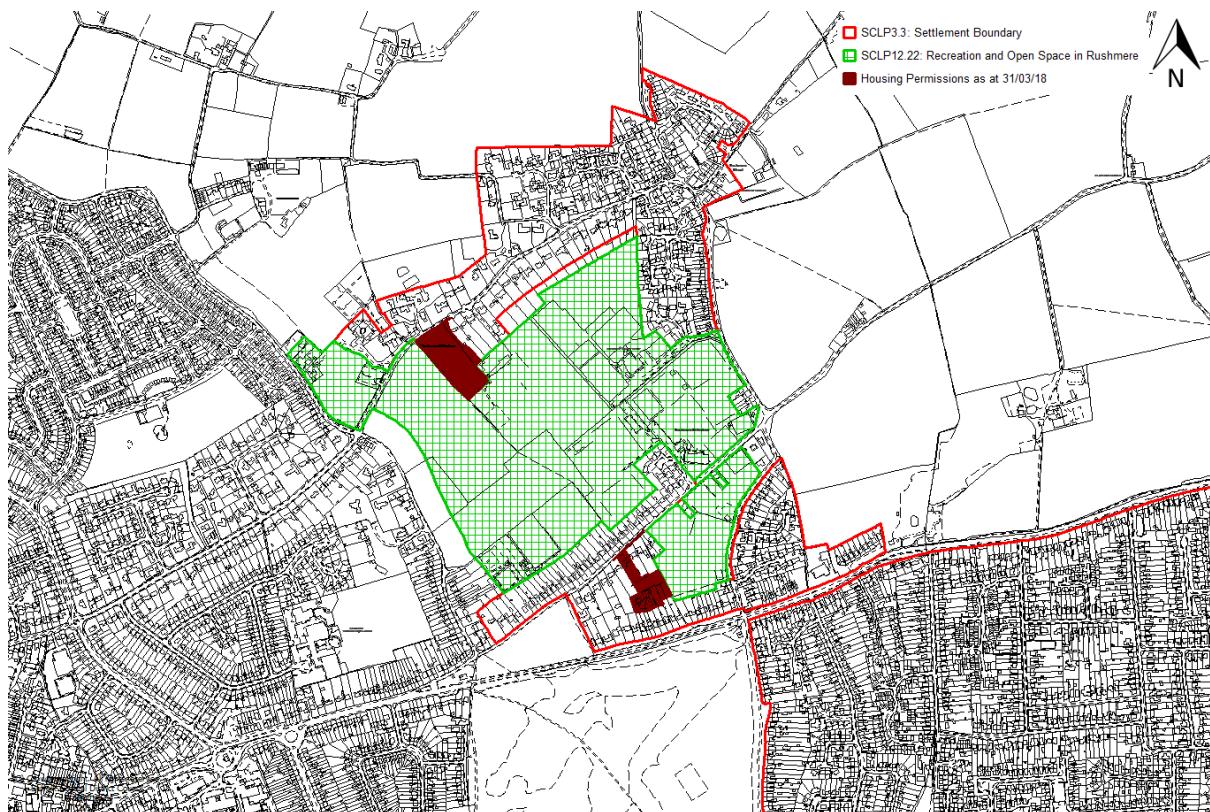 SCLP3.3: Settlement Boundary
SCLP12.22: Recreation and Open Space in Rushmere
Housing Permissions as at 31/03/18
N